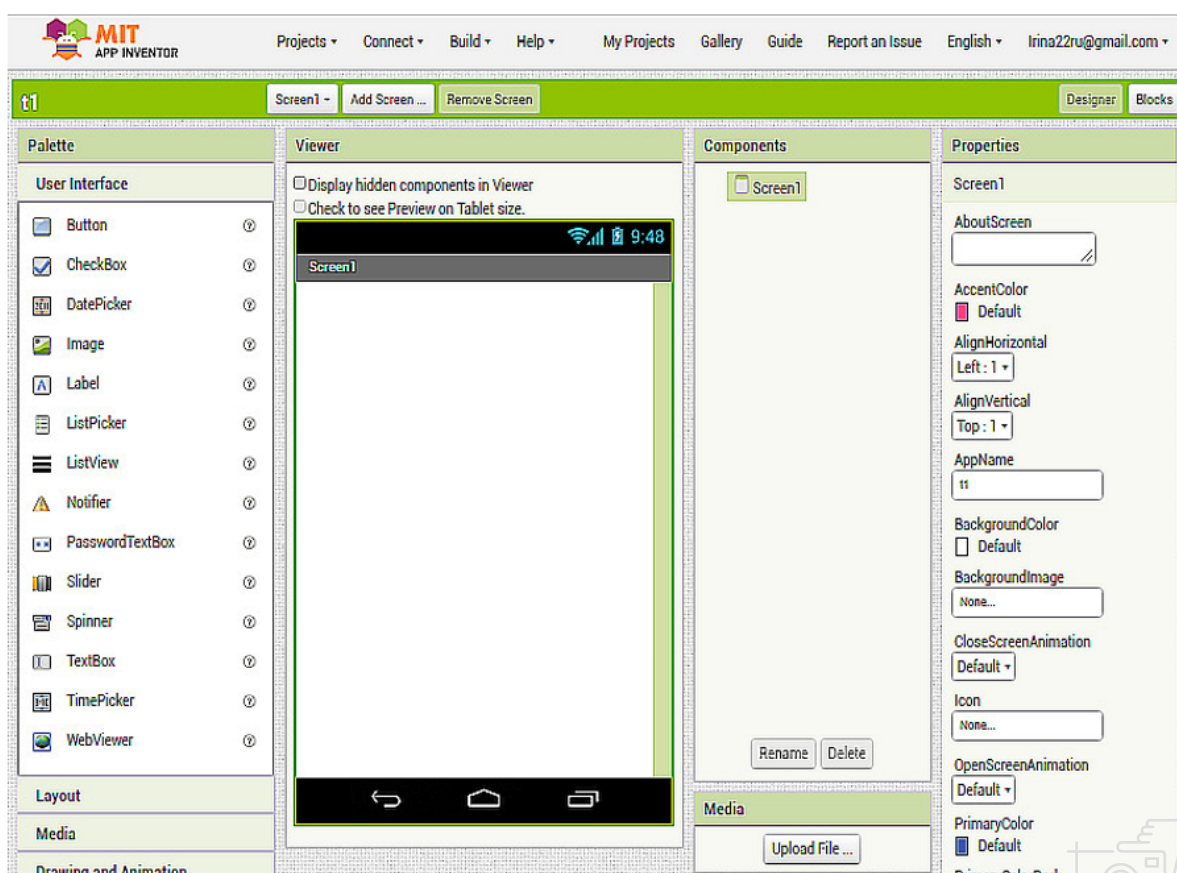 MIT
APP INVENTOR
Projects Connect Build Help My Projects Gallery Guide Report an Issue English Irina22ru@gmail.com
t1
Screen1 Add Screen ... Remove Screen Designer Blocks
Palette
User Interface
Button
CheckBox
DatePicker
Image
Label
ListPicker
ListView
Notifier
PasswordTextBox
Slider
Spinner
TextBox
TimePicker
WebViewer
Layout
Media
Drawing and Animation
Viewer
Display hidden components in Viewer
Check to see Preview on Tablet size.
9:48
Screen1
Components
Screen1
Rename Delete
Media
Upload File ...
Properties
Screen1
AboutScreen
AccentColor
Default
AlignHorizontal
Left : 1
AlignVertical
Top : 1
AppName
t1
BackgroundColor
Default
BackgroundImage
None...
CloseScreenAnimation
Default
Icon
None...
OpenScreenAnimation
Default
PrimaryColor
Default